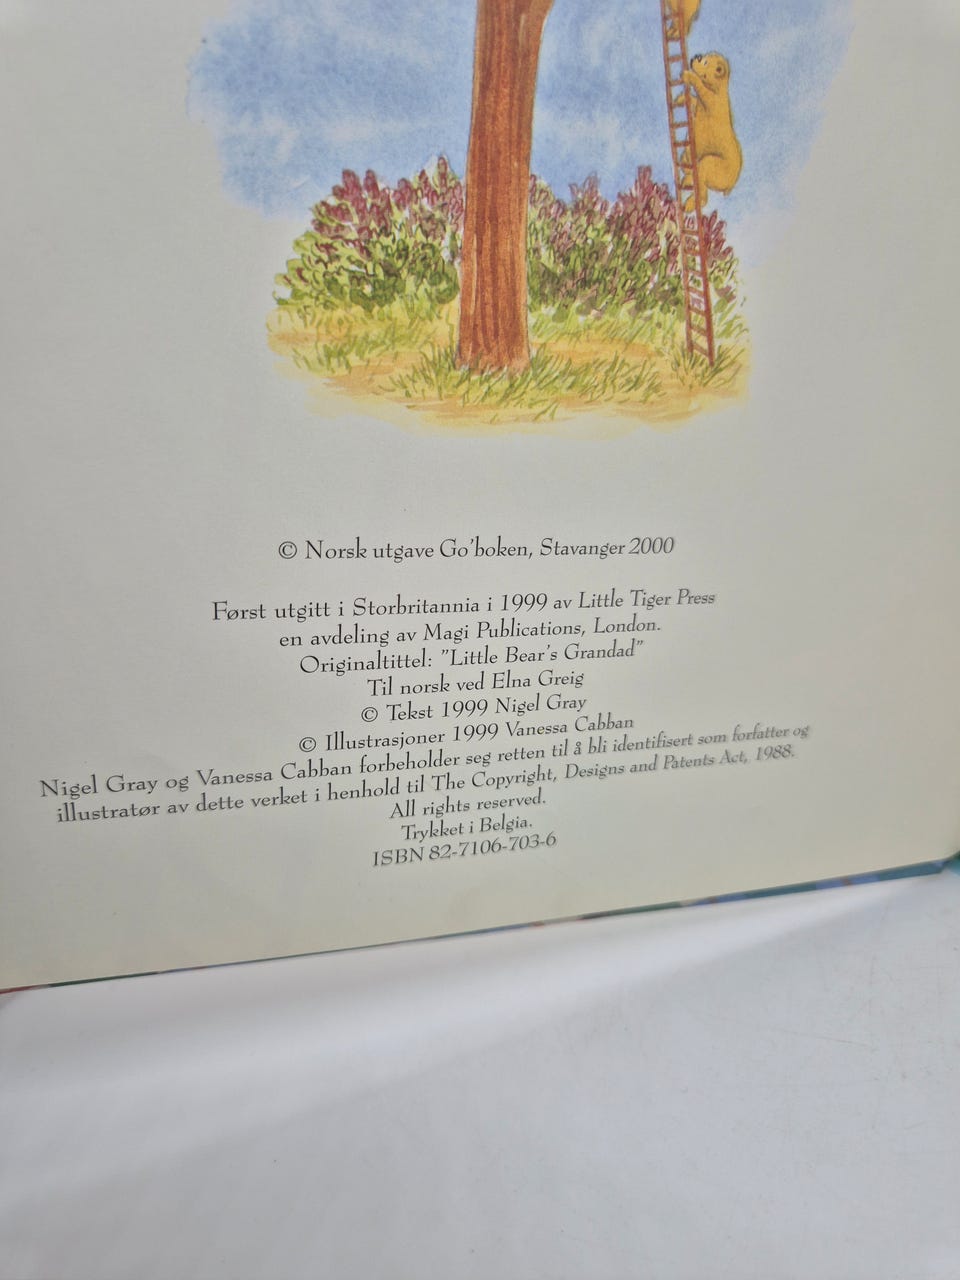 © Norsk utgave Go'boken, Stavanger 2000
Først utgitt i Storbritannia i 1999 av Little Tiger Press
en avdeling av Magi Publications, London.
Originaltittel: "Little Bear's Grandad"
Til norsk ved Elna Greig
© Tekst 1999 Nigel Gray
© Illustrasjoner 1999 Vanessa Cabban
Nigel Gray og Vanessa Cabban forbeholder seg retten til å bli identifisert som forfatter og
illustratør av dette verket i henhold til The Copyright, Designs and Patents Act, 1988.
All rights reserved.
Trykket i Belgia.
ISBN 82-7106-703-6